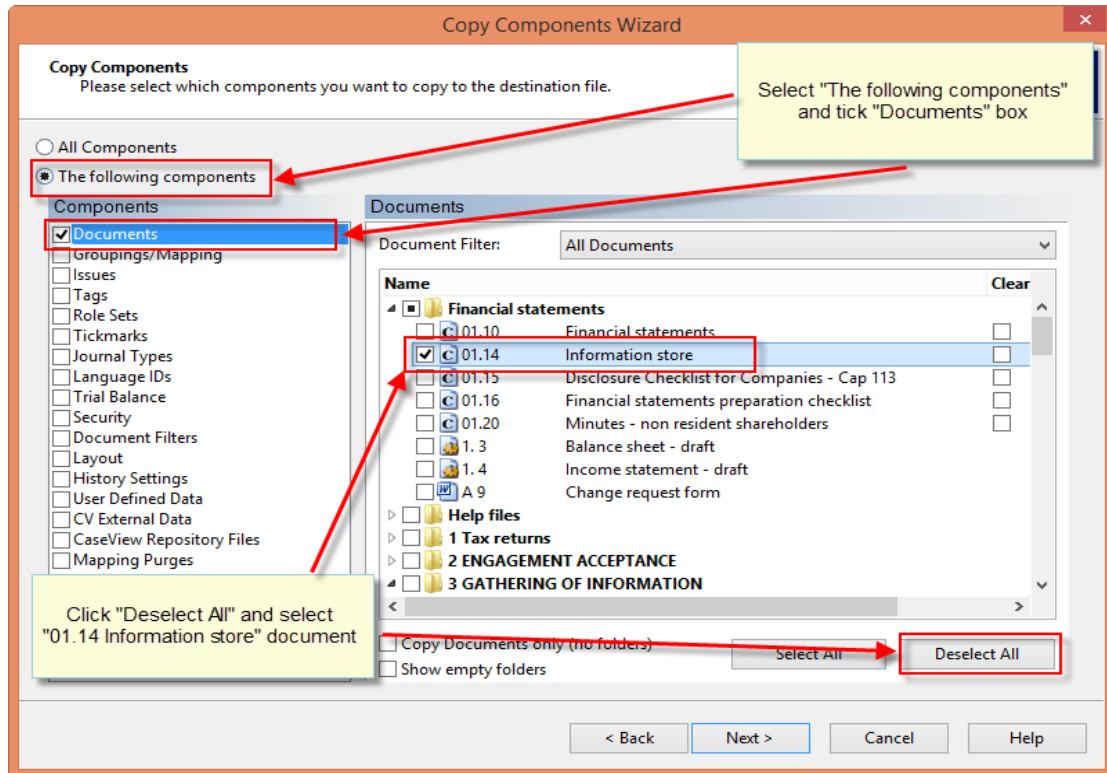 Copy Components Wizard
Copy Components
Please select which components you want to copy to the destination file.
Select "The following components"
and tick "Documents" box
All Components
The following components
Components
Documents
Groupings/Mapping
Issues
Tags
Role Sets
Tickmarks
Journal Types
Language IDs
Trial Balance
Security
Document Filters
Layout
History Settings
User Defined Data
CV External Data
CaseView Repository Files
Mapping Purges
Documents
Document Filter: All Documents
Name Clear
Financial statements
01.10 Financial statements
01.14 Information store
01.15 Disclosure Checklist for Companies - Cap 113
01.16 Financial statements preparation checklist
01.20 Minutes - non resident shareholders
1. 3 Balance sheet - draft
1. 4 Income statement - draft
A 9 Change request form
Help files
1 Tax returns
2 ENGAGEMENT ACCEPTANCE
3 GATHERING OF INFORMATION
Click "Deselect All" and select
"01.14 Information store" document
Copy Documents only (no folders)
Show empty folders
Select All
Deselect All
< Back Next > Cancel Help